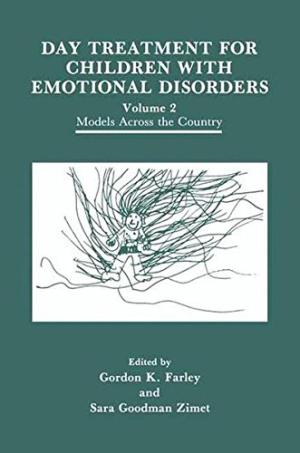 DAY TREATMENT FOR
CHILDREN WITH
EMOTIONAL DISORDERS
Volume 2
Models Across the Country
Edited by
Gordon K. Farley
and
Sara Goodman Zimet